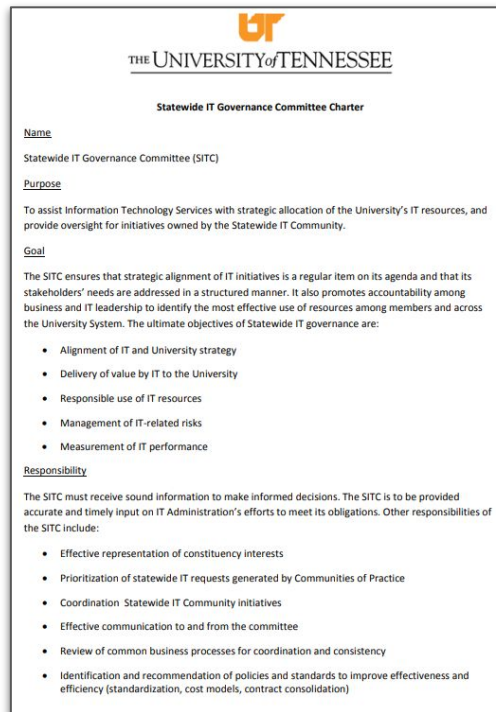 UT
THE UNIVERSITY of TENNESSEE
Statewide IT Governance Committee Charter
Name
Statewide IT Governance Committee (SITC)
Purpose
To assist Information Technology Services with strategic allocation of the University's IT resources, and
provide oversight for initiatives owned by the Statewide IT Community.
Goal
The SITC ensures that strategic alignment of IT initiatives is a regular item on its agenda and that its
stakeholders' needs are addressed in a structured manner. It also promotes accountability among
business and IT leadership to identify the most effective use of resources among members and across
the University System. The ultimate objectives of Statewide IT governance are:
• Alignment of IT and University strategy
• Delivery of value by IT to the University
• Responsible use of IT resources
• Management of IT-related risks
• Measurement of IT performance
Responsibility
The SITC must receive sound information to make informed decisions. The SITC is to be provided
accurate and timely input on IT Administration's efforts to meet its obligations. Other responsibilities of
the SITC include:
• Effective representation of constituency interests
• Prioritization of statewide IT requests generated by Communities of Practice
• Coordination Statewide IT Community initiatives
• Effective communication to and from the committee
• Review of common business processes for coordination and consistency
• Identification and recommendation of policies and standards to improve effectiveness and
efficiency (standardization, cost models, contract consolidation)